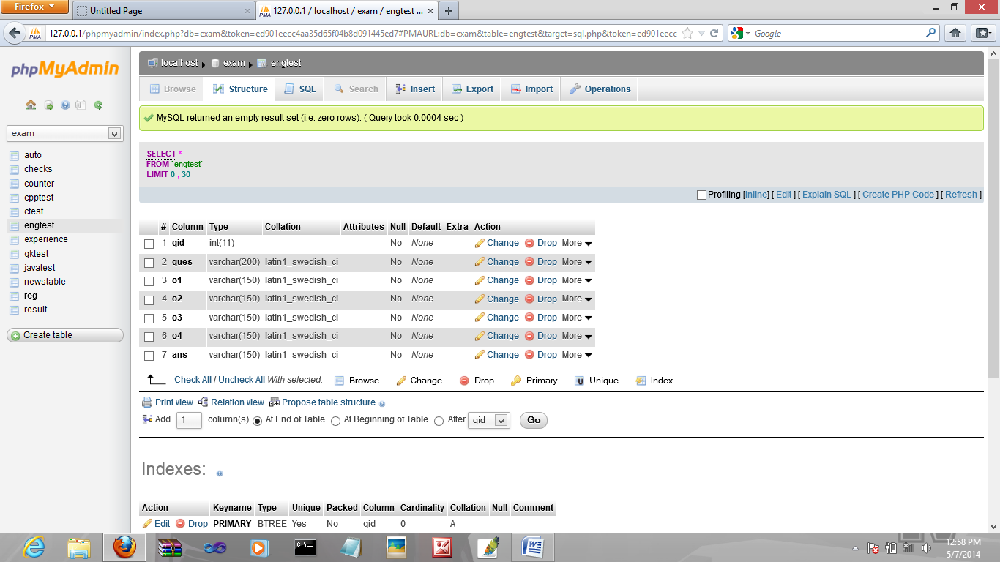 Firefox
Untitled Page
127.0.0.1 / localhost / exam / engtest ...
127.0.0.1/phpmyadmin/index.php?db=exam&token=ed901eecc4aa35d65f04b8d091445ed7#PMAURL:db=exam&table=engtest&target=sql.php&token=ed901eecc
Google
phpMyAdmin
exam
auto
checks
counter
cpptest
ctest
engtest
experience
gktest
javatest
newstable
reg
result
Create table
localhost exam engtest
Browse Structure SQL Search Insert Export Import Operations
MySQL returned an empty result set (i.e. zero rows). ( Query took 0.0004 sec )
SELECT *
FROM `engtest`
LIMIT 0 , 30
Profiling [Inline] [ Edit ] [ Explain SQL ] [ Create PHP Code ] [ Refresh ]
# Column Type Collation Attributes Null Default Extra Action
1 qid int(11) No None Change Drop More
2 ques varchar(200) latin1_swedish_ci No None Change Drop More
3 o1 varchar(150) latin1_swedish_ci No None Change Drop More
4 o2 varchar(150) latin1_swedish_ci No None Change Drop More
5 o3 varchar(150) latin1_swedish_ci No None Change Drop More
6 o4 varchar(150) latin1_swedish_ci No None Change Drop More
7 ans varchar(150) latin1_swedish_ci No None Change Drop More
Check All / Uncheck All With selected: Browse Change Drop Primary Unique Index
Print view Relation view Propose table structure
Add 1 column(s) At End of Table At Beginning of Table After qid Go
Indexes:
Action Keyname Type Unique Packed Column Cardinality Collation Null Comment
Edit Drop PRIMARY BTREE Yes No qid 0 A
12:58 PM
5/7/2014